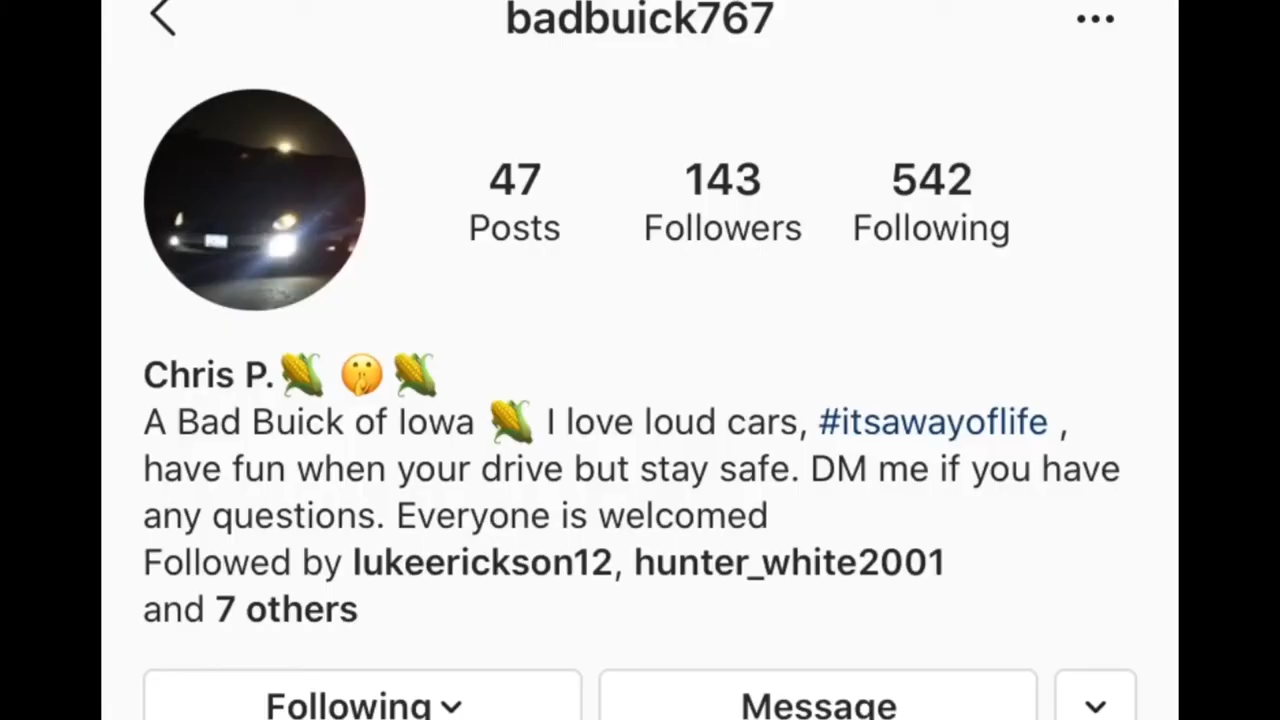 badbuick767
47 143 542
Posts Followers Following
Chris P.🌽 🤫 🌽
A Bad Buick of Iowa 🌽 I love loud cars, #itsawayoflife ,
have fun when your drive but stay safe. DM me if you have
any questions. Everyone is welcomed
Followed by lukeerickson12, hunter_white2001
and 7 others
Following Message